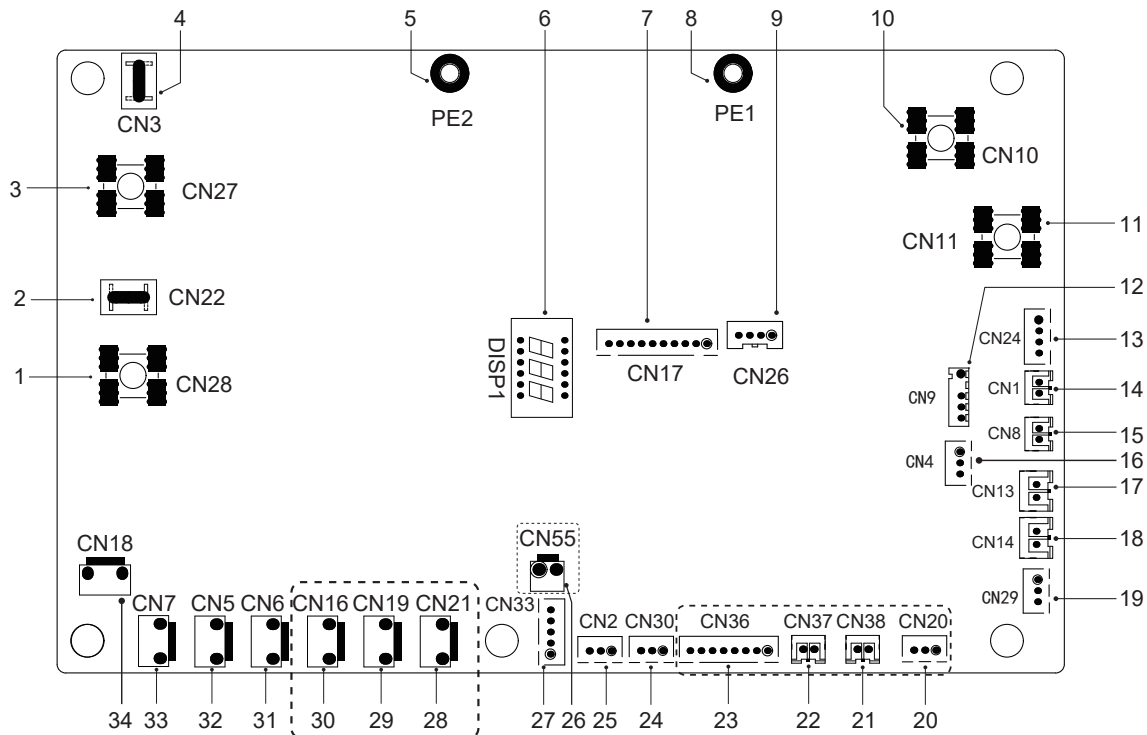 4 5 6 7 8 9 10
CN3
PE2
PE1
CN10
3
CN27
CN11
11
2
CN22
12
CN24
13
DISP1
CN17
CN26
1
CN28
CN9
CN1
14
CN8
15
CN4
16
CN13
17
CN14
18
CN18
CN55
CN29
19
CN7 CN5 CN6 CN16 CN19 CN21 CN33 CN2 CN30 CN36 CN37 CN38 CN20
34 33 32 31 30 29 28 27 26 25 24 23 22 21 20